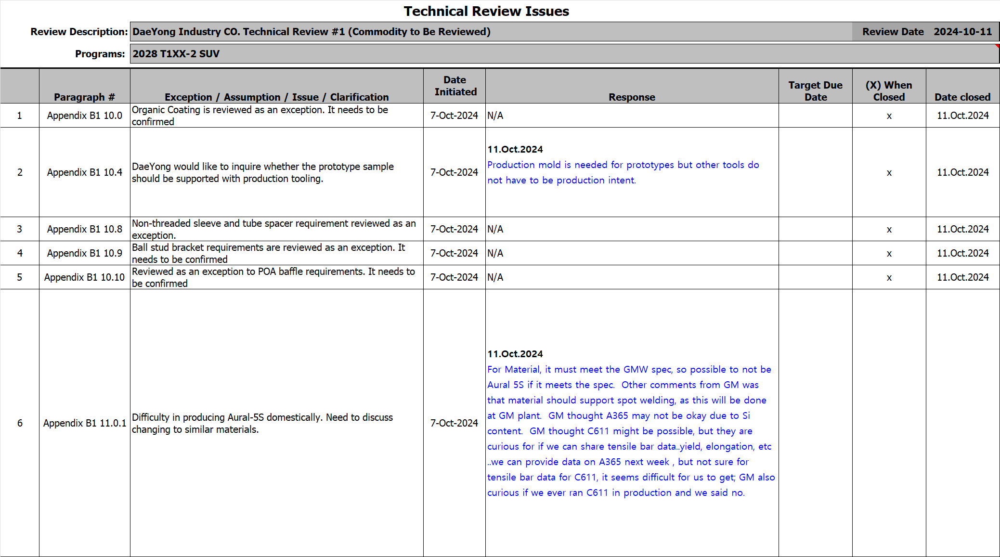 Technical Review Issues
Review Description: DaeYong Industry CO. Technical Review #1 (Commodity to Be Reviewed) Review Date 2024-10-11
Programs: 2028 T1XX-2 SUV
Paragraph #
Exception / Assumption / Issue / Clarification
Date
Initiated
Response
Target Due
Date
(X) When
Closed
Date closed
1
Appendix B1 10.0
Organic Coating is reviewed as an exception. It needs to be
confirmed
7-Oct-2024
N/A
x
11.Oct.2024
2
Appendix B1 10.4
DaeYong would like to inquire whether the prototype sample
should be supported with production tooling.
7-Oct-2024
11.Oct.2024
Production mold is needed for prototypes but other tools do
not have to be production intent.
x
11.Oct.2024
3
Appendix B1 10.8
Non-threaded sleeve and tube spacer requirement reviewed as an
exception.
7-Oct-2024
N/A
x
11.Oct.2024
4
Appendix B1 10.9
Ball stud bracket requirements are reviewed as an exception. It
needs to be confirmed
7-Oct-2024
N/A
x
11.Oct.2024
5
Appendix B1 10.10
Reviewed as an exception to POA baffle requirements. It needs to
be confirmed
7-Oct-2024
N/A
x
11.Oct.2024
6
Appendix B1 11.0.1
Difficulty in producing Aural-5S domestically. Need to discuss
changing to similar materials.
7-Oct-2024
11.Oct.2024
For Material, it must meet the GMW spec, so possible to not be
Aural 5S if it meets the spec.  Other comments from GM was
that material should support spot welding, as this will be done
at GM plant.  GM thought A365 may not be okay due to Si
content.  GM thought C611 might be possible, but they are
curious for if we can share tensile bar data..yield, elongation, etc
..we can provide data on A365 next week , but not sure for
tensile bar data for C611, it seems difficult for us to get; GM also
curious if we ever ran C611 in production and we said no.